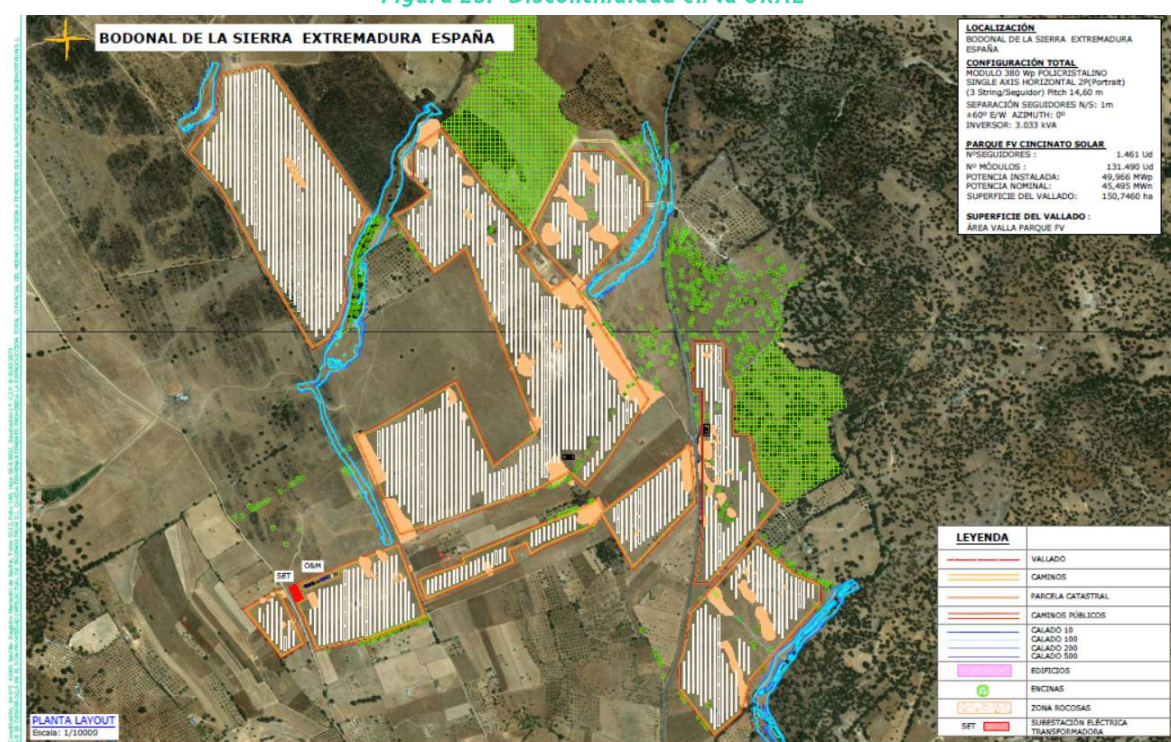 Figura 25. Discontinuidad en la ORAE
BODONAL DE LA SIERRA EXTREMADURA ESPAÑA
LOCALIZACIÓN
BODONAL DE LA SIERRA EXTREMADURA
ESPAÑA
CONFIGURACIÓN TOTAL
MODULO 380 Wp POLICRISTALINO
SINGLE AXIS HORIZONTAL 2P(Portrait)
(3 String/Seguidor) Pitch 14,60 m
SEPARACIÓN SEGUIDORES N/S: 1m
±60º E/W AZIMUTH: 0º
INVERSOR: 3.033 kVA
PARQUE FV CINCINATO SOLAR
NºSEGUIDORES : 1.461 Ud
Nº MÓDULOS : 131.490 Ud
POTENCIA INSTALADA: 49,966 MWp
POTENCIA NOMINAL: 45,495 MWn
SUPERFICIE DEL VALLADO: 150,7460 ha
SUPERFICIE DEL VALLADO :
ÁREA VALLA PARQUE FV
SET
O&M
LEYENDA
VALLADO
CAMINOS
PARCELA CATASTRAL
CAMINOS PÚBLICOS
CALADO 10
CALADO 100
CALADO 200
CALADO 500
EDIFICIOS
ENCINAS
ZONA ROCOSAS
SET
SUBESTACIÓN ELÉCTRICA
TRANSFORMADORA
PLANTA LAYOUT
Escala: 1/10000